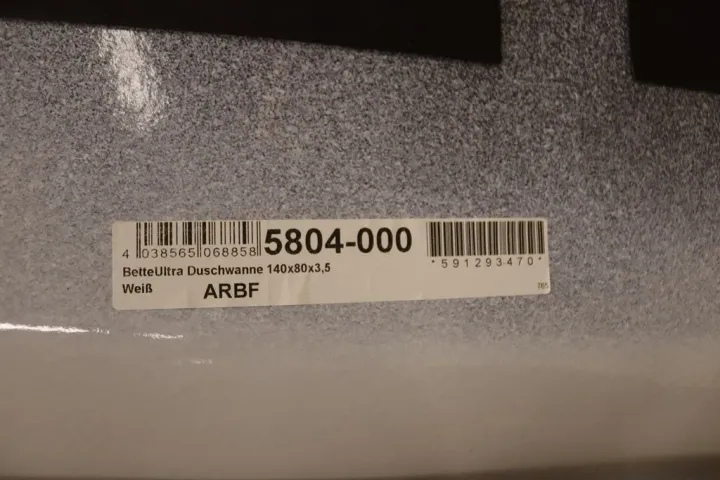 4 038565 068858 5804-000 *591293470*
BetteUltra Duschwanne 140x80x3,5
Weiß ARBF